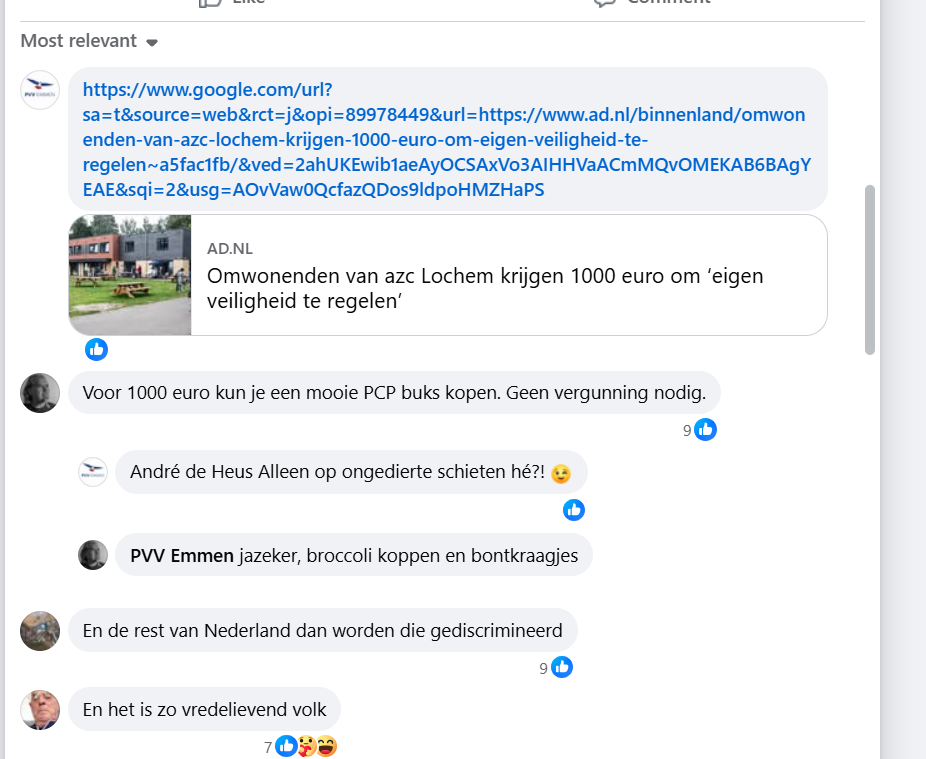 Like
Comment
Most relevant
https://www.google.com/url?
sa=t&source=web&rct=j&opi=89978449&url=https://www.ad.nl/binnenland/omwon
enden-van-azc-lochem-krijgen-1000-euro-om-eigen-veiligheid-te-
regelen~a5fac1fb/&ved=2ahUKEwib1aeAyOCSAxVo3AIHHVaACmMQvOMEKAB6BAgY
EAE&sqi=2&usg=AOvVaw0QcfazQDos9IdpoHMZHaPS
AD.NL
Omwonenden van azc Lochem krijgen 1000 euro om ‘eigen
veiligheid te regelen’
Voor 1000 euro kun je een mooie PCP buks kopen. Geen vergunning nodig.
9
André de Heus Alleen op ongedierte schieten hé?! 😉
PVV Emmen jazeker, broccoli koppen en bontkraagjes
En de rest van Nederland dan worden die gediscrimineerd
9
En het is zo vredelievend volk
7